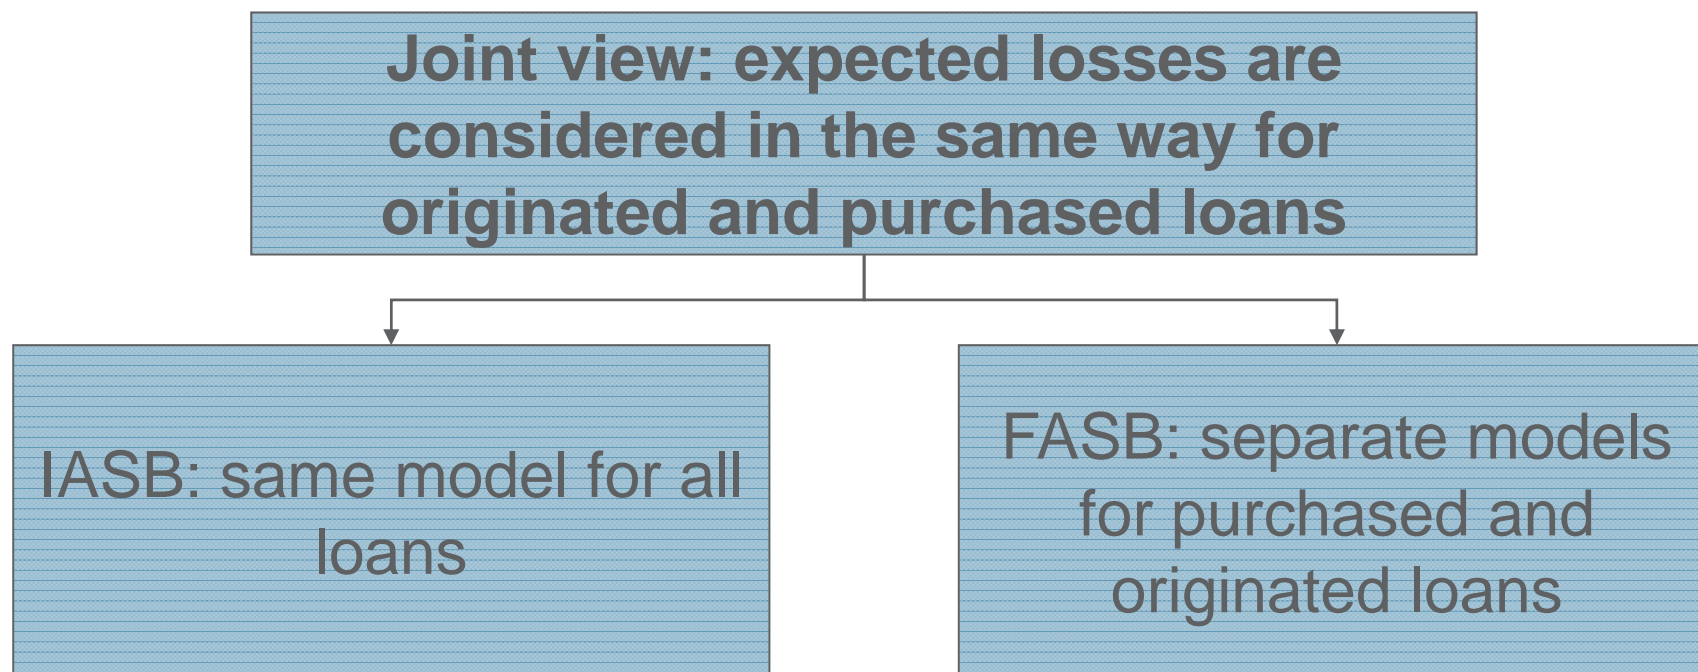 Joint view: expected losses are
considered in the same way for
originated and purchased loans
IASB: same model for all
loans
FASB: separate models
for purchased and
originated loans